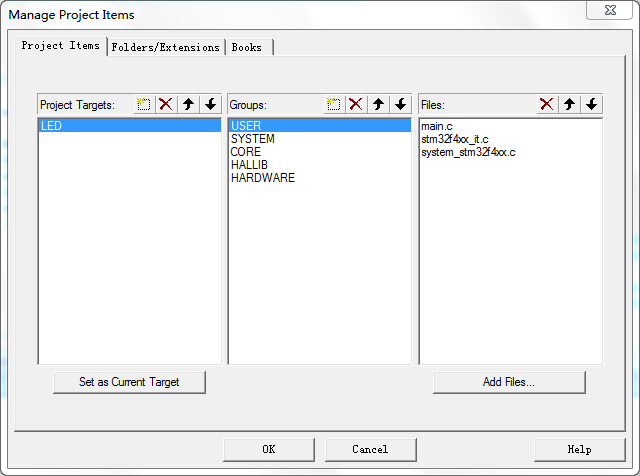 Manage Project Items
Project Items Folders/Extensions Books
Project Targets: Groups: Files:
LED USER main.c
SYSTEM stm32f4xx_it.c
CORE system_stm32f4xx.c
HALLIB
HARDWARE
Set as Current Target Add Files...
OK Cancel Help